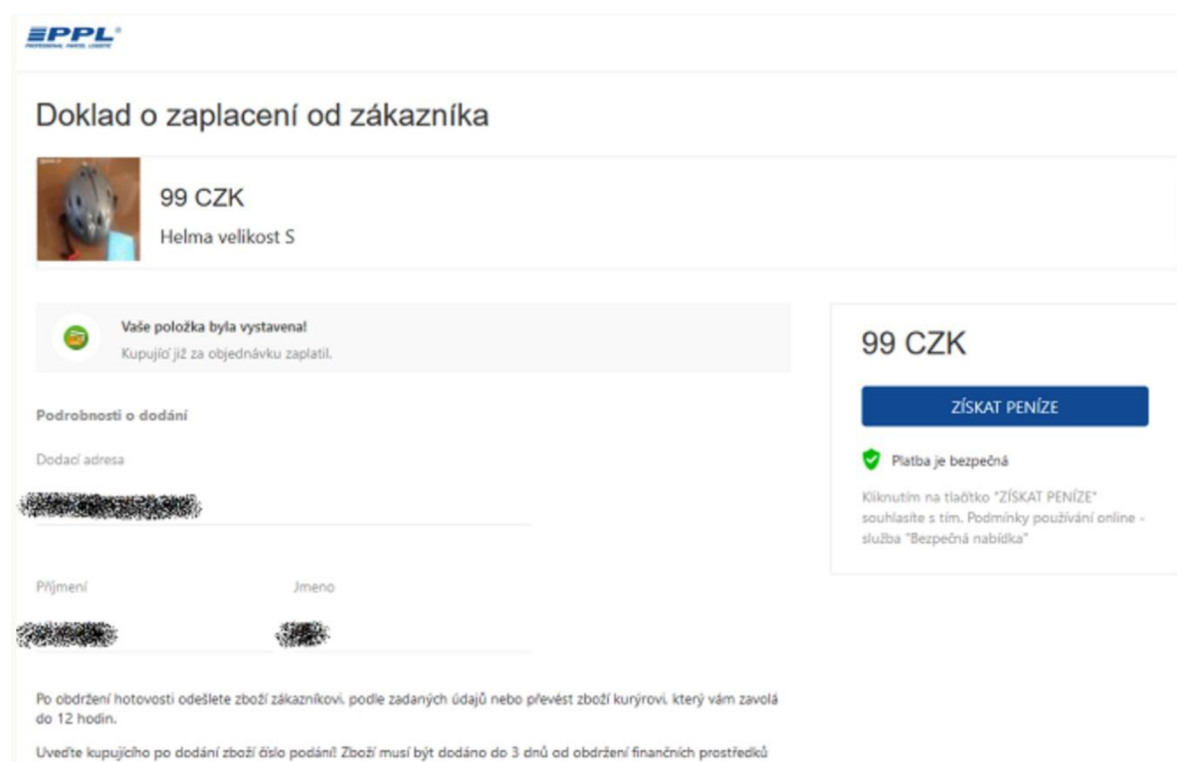 PPL
PROFESSIONAL PARCEL LOGISTIC
Doklad o zaplacení od zákazníka
99 CZK
Helma velikost S
Vaše položka byla vystavena!
Kupující již za objednávku zaplatil.
99 CZK
ZÍSKAT PENÍZE
Platba je bezpečná
Kliknutím na tlačítko "ZÍSKAT PENÍZE"
souhlasíte s tím. Podmínky používání online -
služba "Bezpečná nabídka"
Podrobnosti o dodání
Dodací adresa
Příjmení
Jmeno
Po obdržení hotovosti odešlete zboží zákazníkovi, podle zadaných údajů nebo převést zboží kurýrovi, který vám zavolá
do 12 hodin.
Uveďte kupujícího po dodání zboží číslo podání! Zboží musí být dodáno do 3 dnů od obdržení finančních prostředků